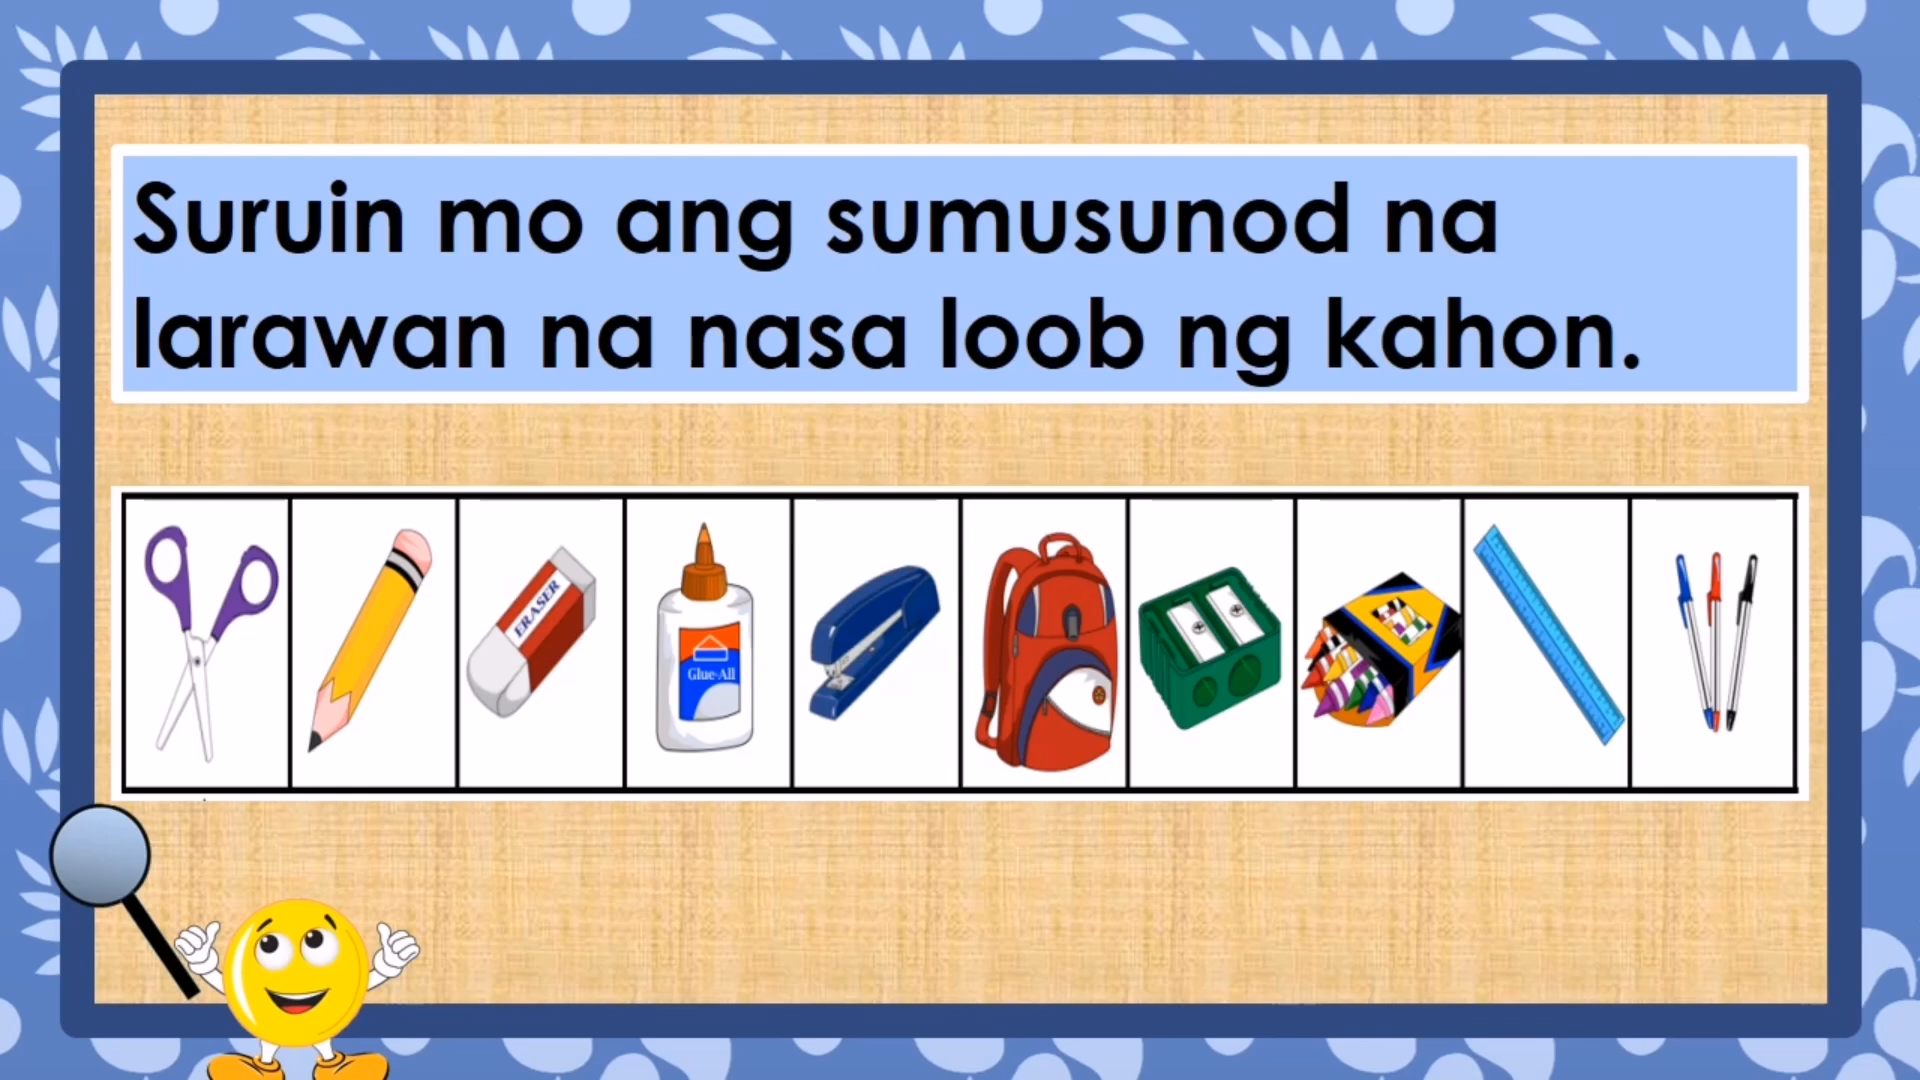 Suruin mo ang sumusunod na
larawan na nasa loob ng kahon.
ERASER
Glue-All